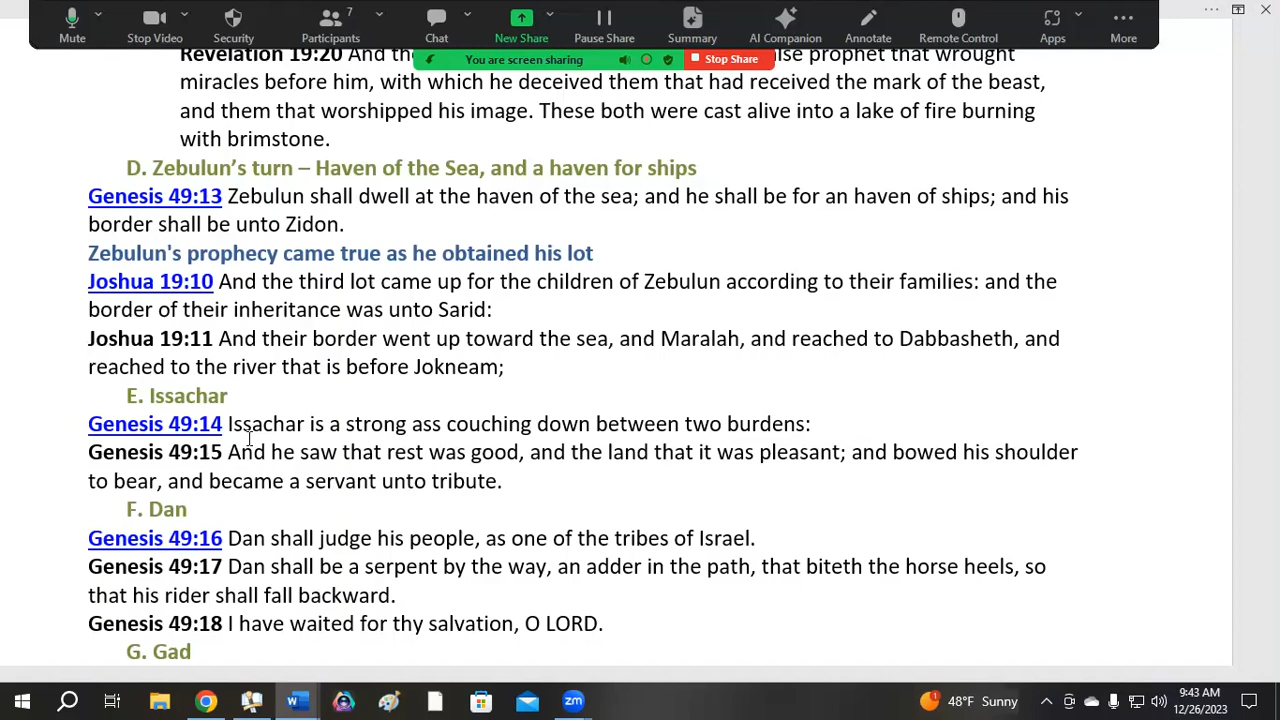 Mute
Stop Video
Security
Participants
7
Chat
New Share
Pause Share
Summary
AI Companion
Annotate
Remote Control
Apps
More
You are screen sharing
Stop Share
Revelation 19:20 And the prophet that wrought
miracles before him, with which he deceived them that had received the mark of the beast,
and them that worshipped his image. These both were cast alive into a lake of fire burning
with brimstone.
D. Zebulun’s turn – Haven of the Sea, and a haven for ships
Genesis 49:13 Zebulun shall dwell at the haven of the sea; and he shall be for an haven of ships; and his
border shall be unto Zidon.
Zebulun's prophecy came true as he obtained his lot
Joshua 19:10 And the third lot came up for the children of Zebulun according to their families: and the
border of their inheritance was unto Sarid:
Joshua 19:11 And their border went up toward the sea, and Maralah, and reached to Dabbasheth, and
reached to the river that is before Jokneam;
E. Issachar
Genesis 49:14 Issachar is a strong ass couching down between two burdens:
Genesis 49:15 And he saw that rest was good, and the land that it was pleasant; and bowed his shoulder
to bear, and became a servant unto tribute.
F. Dan
Genesis 49:16 Dan shall judge his people, as one of the tribes of Israel.
Genesis 49:17 Dan shall be a serpent by the way, an adder in the path, that biteth the horse heels, so
that his rider shall fall backward.
Genesis 49:18 I have waited for thy salvation, O LORD.
G. Gad
1
48°F Sunny
9:43 AM
12/26/2023